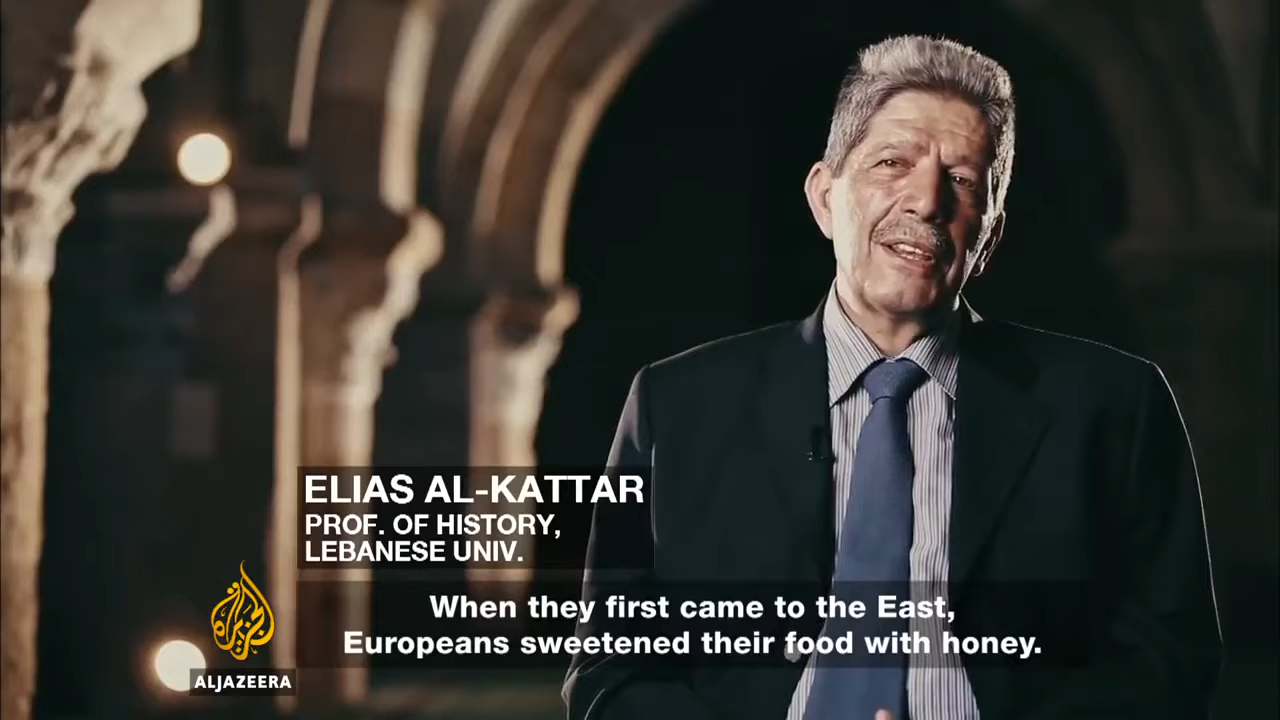 ELIAS AL-KATTAR
PROF. OF HISTORY,
LEBANESE UNIV.
When they first came to the East,
Europeans sweetened their food with honey.
الجزيرة
ALJAZEERA